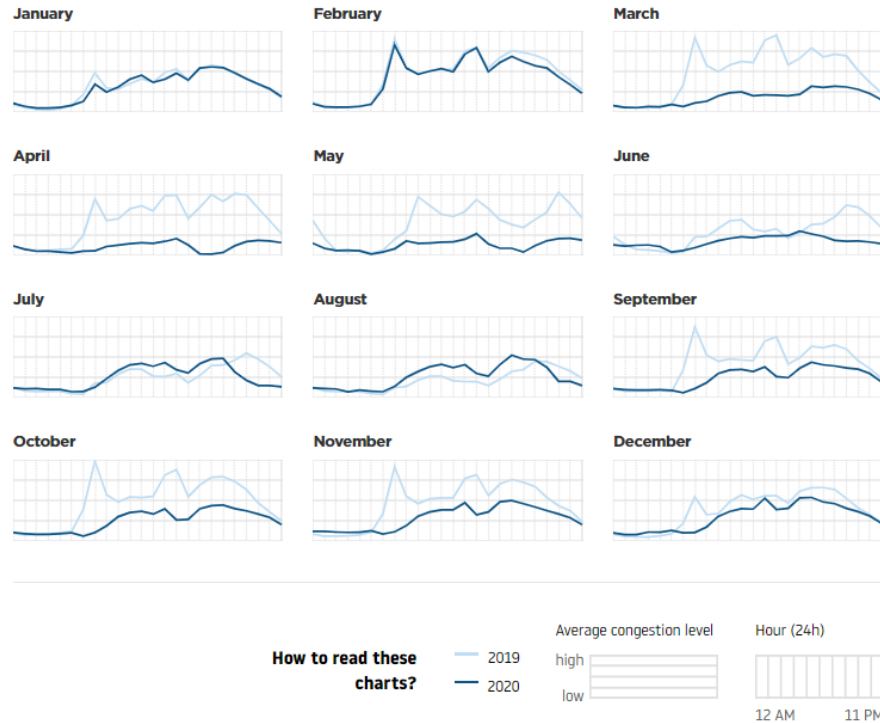 January
February
March
April
May
June
July
August
September
October
November
December
How to read these
charts?
2019
2020
Average congestion level
high
low
Hour (24h)
12 AM
11 PM